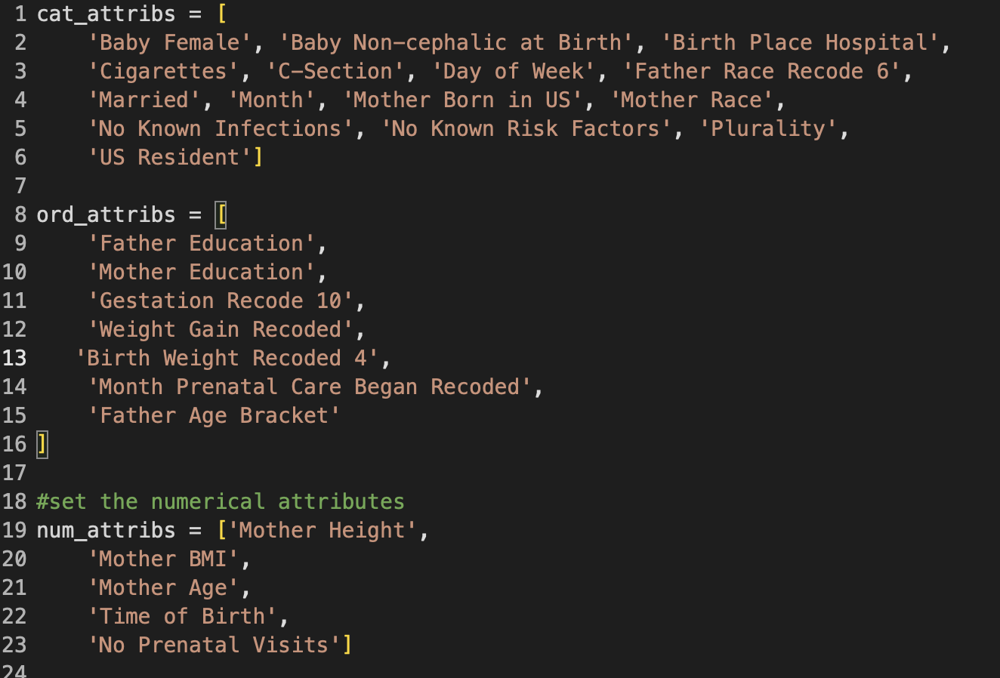 1 cat_attribs = [
2     'Baby Female', 'Baby Non-cephalic at Birth', 'Birth Place Hospital',
3     'Cigarettes', 'C-Section', 'Day of Week', 'Father Race Recode 6',
4     'Married', 'Month', 'Mother Born in US', 'Mother Race',
5     'No Known Infections', 'No Known Risk Factors', 'Plurality',
6     'US Resident']
7
8 ord_attribs = [
9     'Father Education',
10     'Mother Education',
11     'Gestation Recode 10',
12     'Weight Gain Recoded',
13    'Birth Weight Recoded 4',
14     'Month Prenatal Care Began Recoded',
15     'Father Age Bracket'
16 ]
17
18 #set the numerical attributes
19 num_attribs = ['Mother Height',
20     'Mother BMI',
21     'Mother Age',
22     'Time of Birth',
23     'No Prenatal Visits']
24